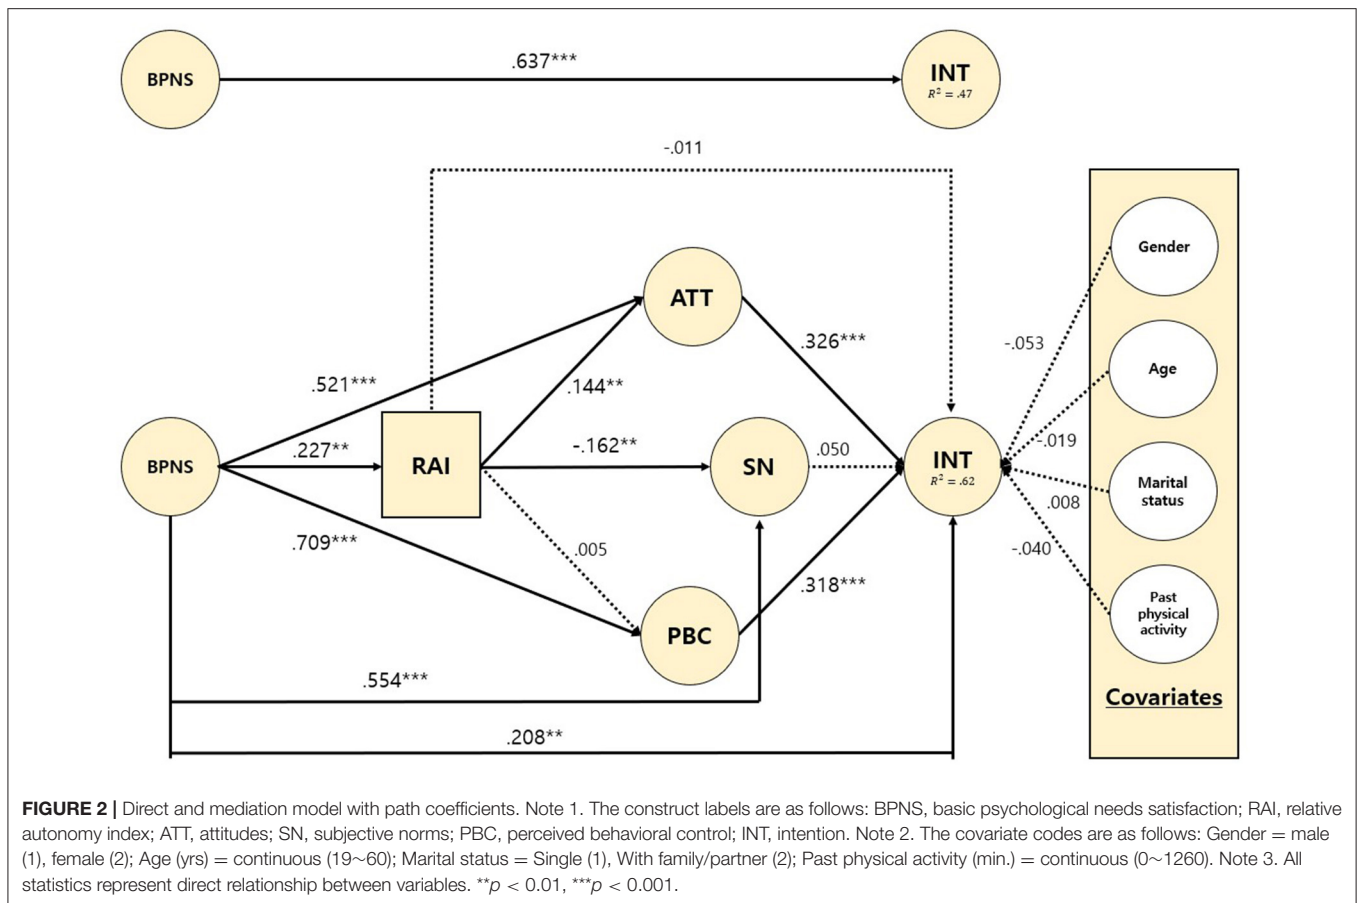 .637***
BPNS
INT
R² = .47
-.011
Gender
ATT
-.053
.326***
Age
.521***
.144**
-.019
BPNS
.227**
RAI
-.162**
SN
.050
INT
R² = .62
Marital
status
.008
.709***
.005
-.040
.318***
Past
physical
activity
PBC
.554***
Covariates
.208**
FIGURE 2 | Direct and mediation model with path coefficients. Note 1. The construct labels are as follows: BPNS, basic psychological needs satisfaction; RAI, relative
autonomy index; ATT, attitudes; SN, subjective norms; PBC, perceived behavioral control; INT, intention. Note 2. The covariate codes are as follows: Gender = male
(1), female (2); Age (yrs) = continuous (19~60); Marital status = Single (1), With family/partner (2); Past physical activity (min.) = continuous (0~1260). Note 3. All
statistics represent direct relationship between variables. **p < 0.01, ***p < 0.001.